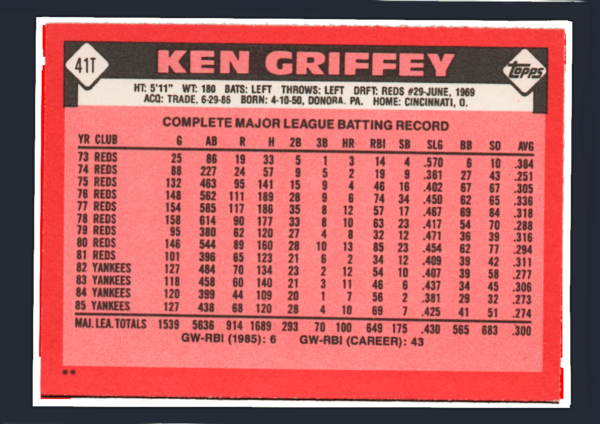 41T
KEN GRIFFEY
Topps
HT: 5'11" WT: 180 BATS: LEFT THROWS: LEFT DRFT: REDS #29-JUNE, 1969
ACQ: TRADE, 6-29-86 BORN: 4-10-50, DONORA, PA. HOME: CINCINNATI, O.
COMPLETE MAJOR LEAGUE BATTING RECORD
YR CLUB G AB R H 2B 3B HR RBI SB SLG BB SO AVG
73 REDS 25 86 19 33 5 1 3 14 4 .570 6 10 .384
74 REDS 88 227 24 57 9 5 2 19 9 .361 27 43 .251
75 REDS 132 463 95 141 15 9 4 46 16 .402 67 67 .305
76 REDS 148 562 111 189 28 9 6 74 34 .450 62 65 .336
77 REDS 154 585 117 186 35 8 12 57 17 .467 69 84 .318
78 REDS 158 614 90 177 33 8 10 63 23 .417 54 70 .288
79 REDS 95 380 62 120 27 4 8 32 12 .471 36 39 .316
80 REDS 146 544 89 160 28 10 13 85 23 .454 62 77 .294
81 REDS 101 396 65 123 21 6 2 34 12 .409 39 42 .311
82 YANKEES 127 484 70 134 23 2 12 54 10 .407 39 58 .277
83 YANKEES 118 458 60 140 21 3 11 46 6 .437 34 45 .306
84 YANKEES 120 399 44 109 20 1 7 56 2 .381 29 32 .273
85 YANKEES 127 438 68 120 28 4 10 69 7 .425 41 51 .274
MAJ. LEA. TOTALS 1539 5636 914 1689 293 70 100 649 175 .430 565 683 .300
GW-RBI (1985): 6 GW-RBI (CAREER): 43
**